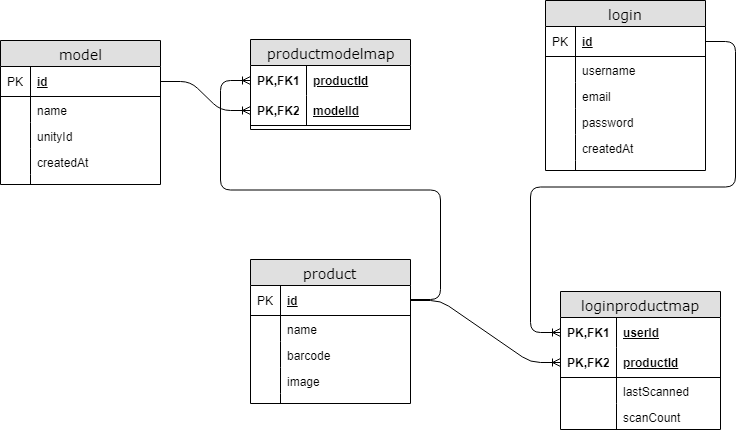 model
PK id
name
unityId
createdAt
productmodelmap
PK,FK1 productId
PK,FK2 modelId
login
PK id
username
email
password
createdAt
product
PK id
name
barcode
image
loginproductmap
PK,FK1 userId
PK,FK2 productId
lastScanned
scanCount